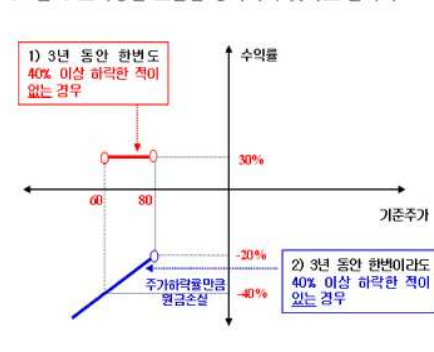 1) 3년 동안 한번도
40% 이상 하락한 적이
없는 경우
수익률
30%
60
80
기준주가
-20%
주가하락률만큼
원금손실
-40%
2) 3년 동안 한번이라도
40% 이상 하락한 적이
있는 경우